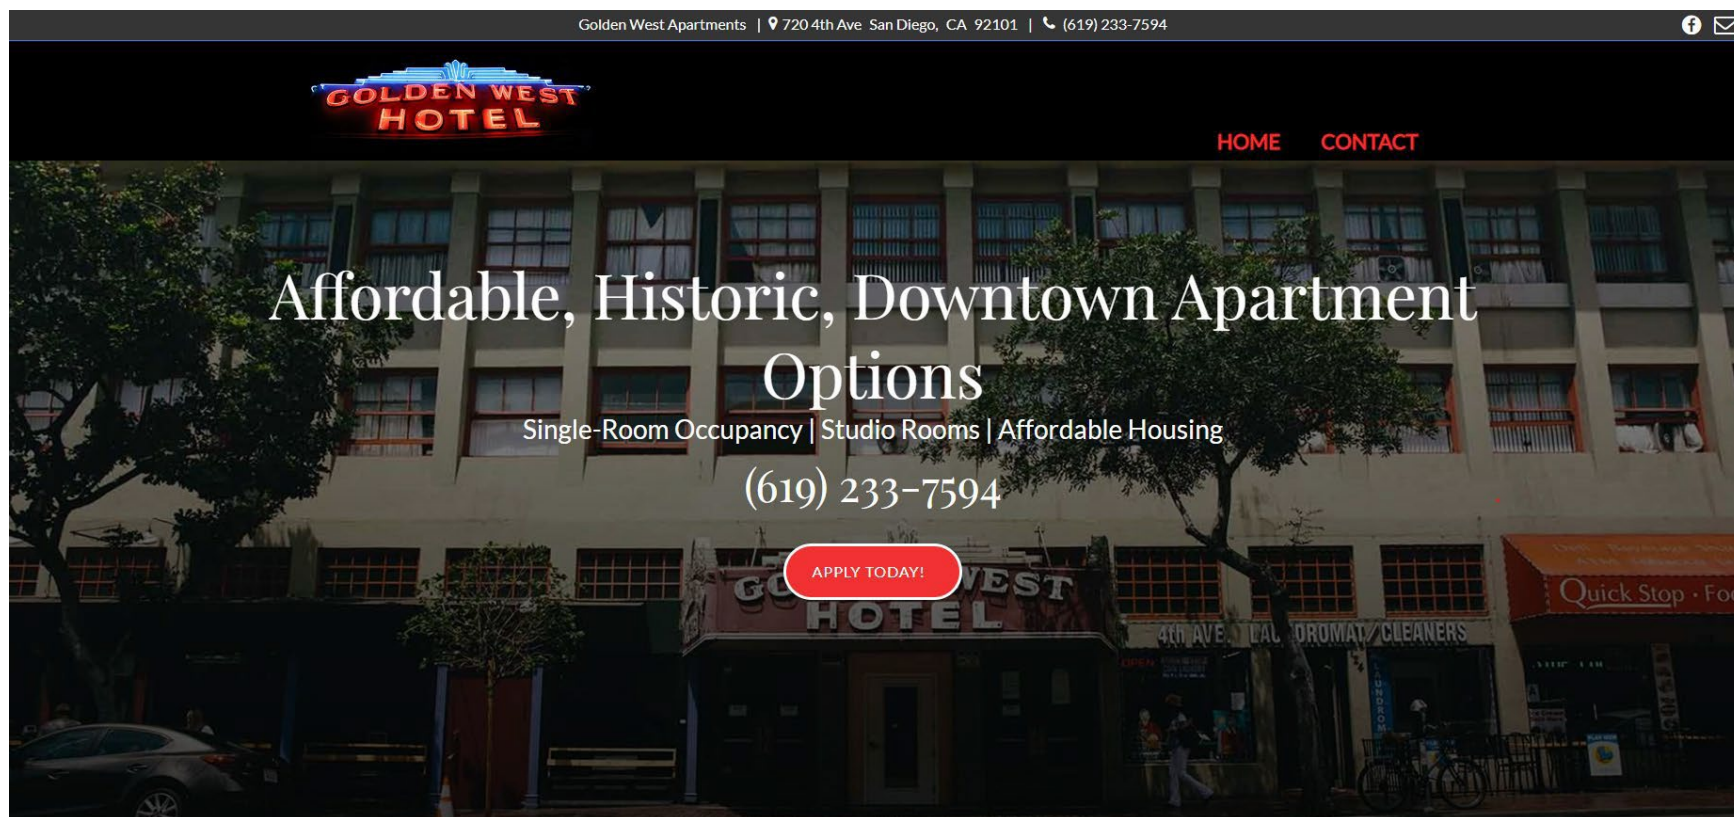 Golden West Apartments | 720 4th Ave San Diego, CA 92101 | (619) 233-7594
GOLDEN WEST
HOTEL
HOME CONTACT
Affordable, Historic, Downtown Apartment
Options
Single-Room Occupancy | Studio Rooms | Affordable Housing
(619) 233-7594
APPLY TODAY!
WEST
HOTEL
Quick Stop
4th AVE. CLEANERS
OPEN